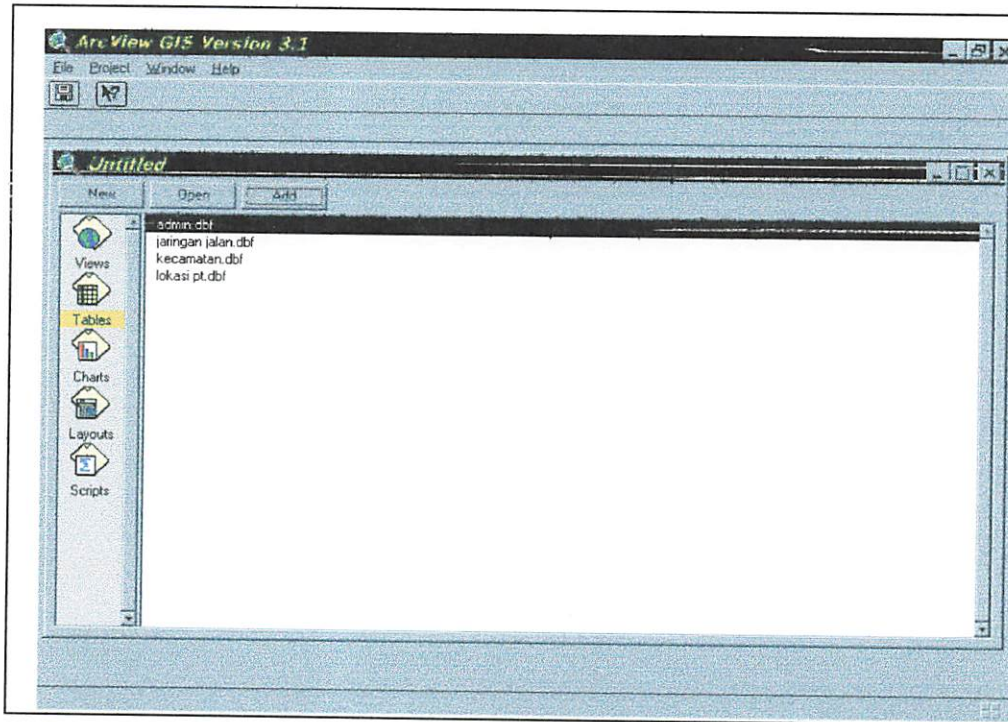 ArcView GIS Version 3.1
File Project Window Help
Untitled
New Open Add
admin.dbf
jaringan jalan.dbf
kecamatan.dbf
lokasi pt.dbf
Views
Tables
Charts
Layouts
Scripts